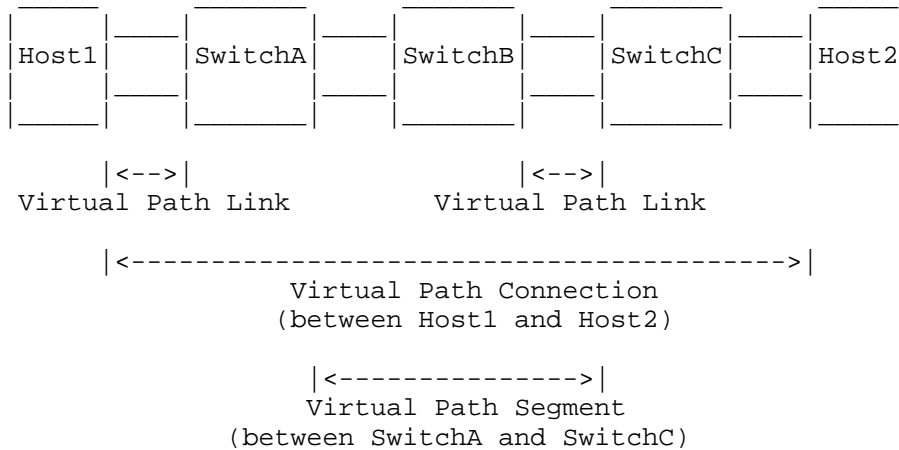 Host1 SwitchA SwitchB SwitchC Host2
|<-->| |<-->|
Virtual Path Link Virtual Path Link
|<----------------------------------------->|
Virtual Path Connection
(between Host1 and Host2)
|<--------------->|
Virtual Path Segment
(between SwitchA and SwitchC)